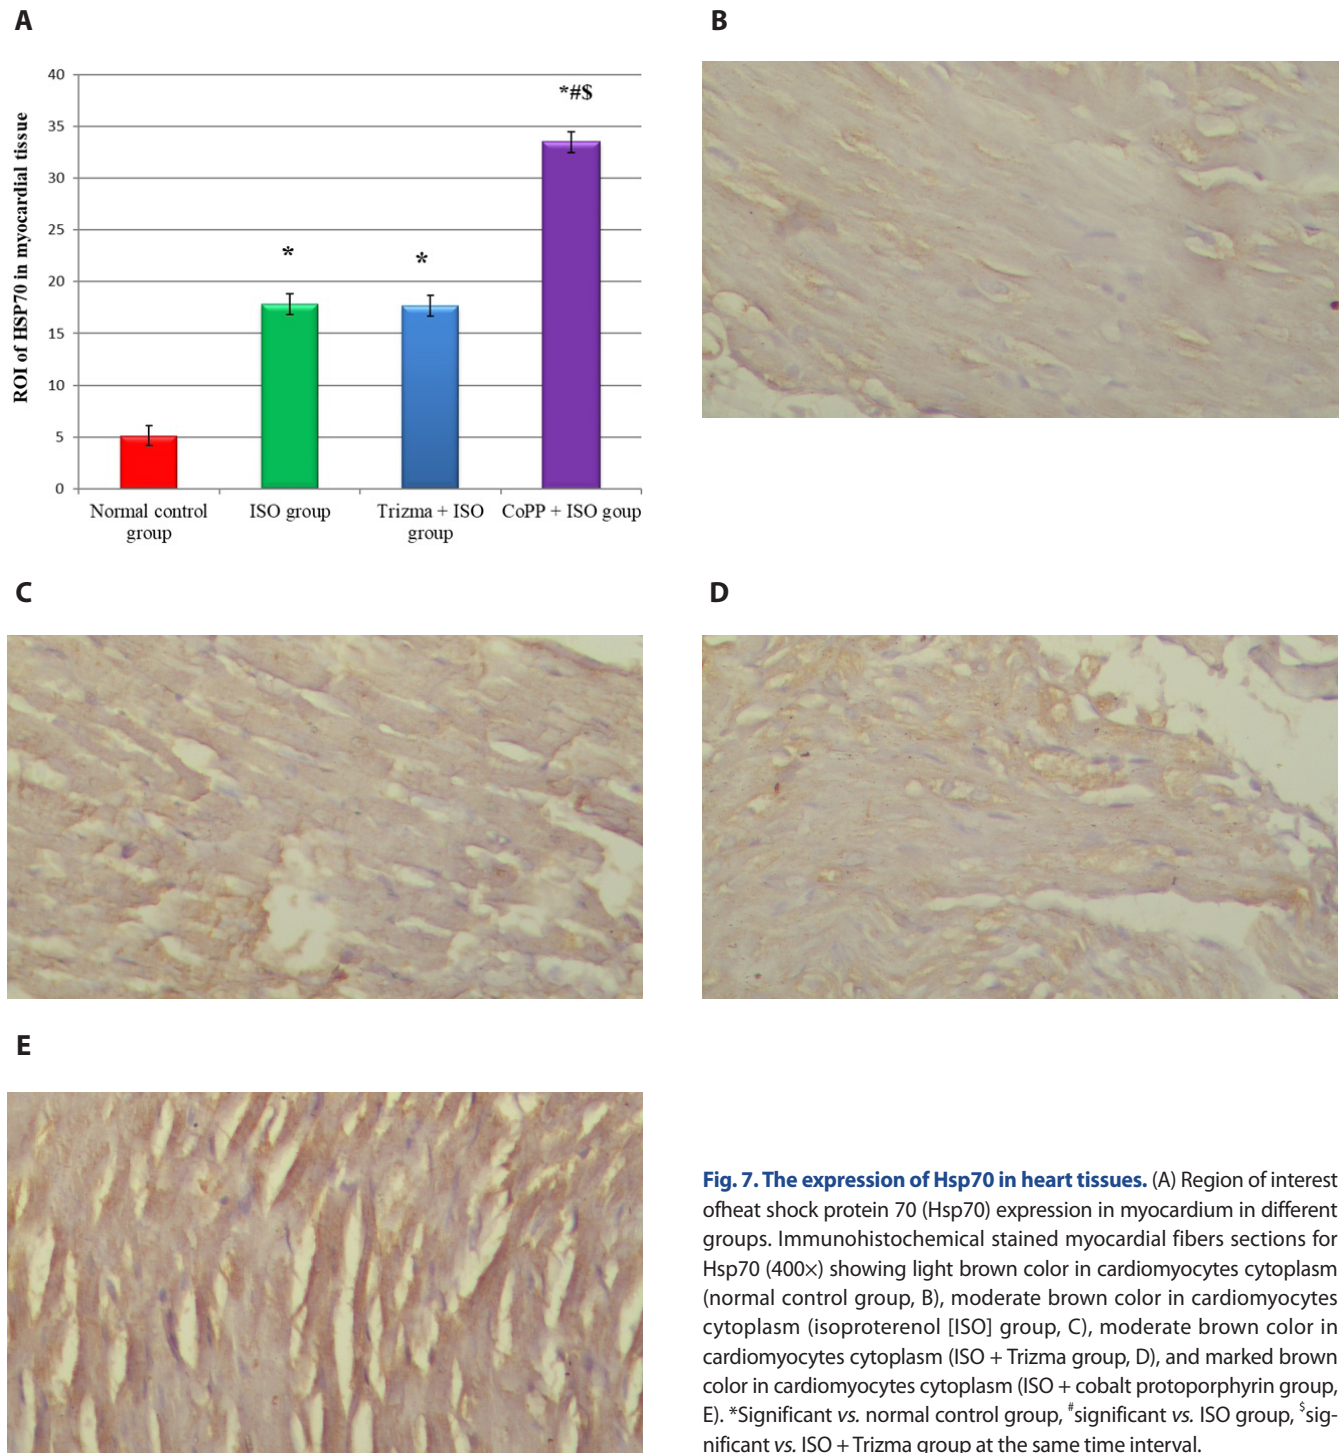 A
B
40
35
30
25
20
15
10
5
0
ROI of HSP70 in myocardial tissue
*
*
*#$
Normal control
group
ISO group
Trizma + ISO
group
CoPP + ISO goup
C
D
E
Fig. 7. The expression of Hsp70 in heart tissues. (A) Region of interest
ofheat shock protein 70 (Hsp70) expression in myocardium in different
groups. Immunohistochemical stained myocardial fibers sections for
Hsp70 (400×) showing light brown color in cardiomyocytes cytoplasm
(normal control group, B), moderate brown color in cardiomyocytes
cytoplasm (isoproterenol [ISO] group, C), moderate brown color in
cardiomyocytes cytoplasm (ISO + Trizma group, D), and marked brown
color in cardiomyocytes cytoplasm (ISO + cobalt protoporphyrin group,
E). *Significant vs. normal control group, #significant vs. ISO group, $sig-
nificant vs. ISO + Trizma group at the same time interval.